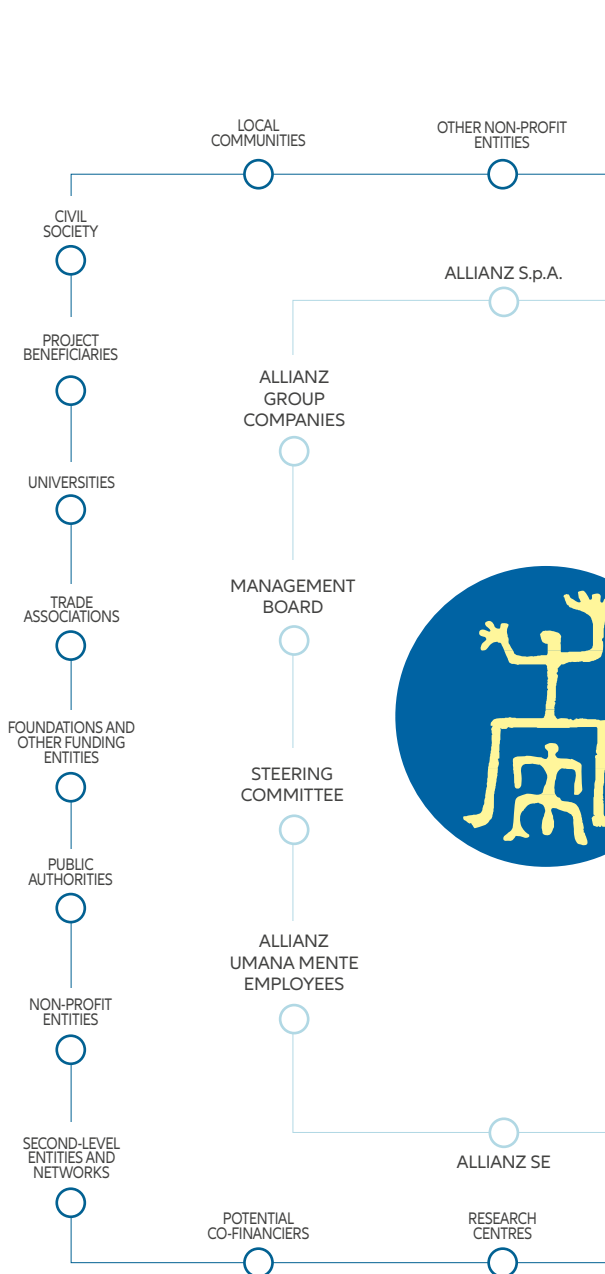 LOCAL
COMMUNITIES
OTHER NON-PROFIT
ENTITIES
CIVIL
SOCIETY
ALLIANZ S.p.A.
PROJECT
BENEFICIARIES
ALLIANZ
GROUP
COMPANIES
UNIVERSITIES
MANAGEMENT
BOARD
TRADE
ASSOCIATIONS
FOUNDATIONS AND
OTHER FUNDING
ENTITIES
STEERING
COMMITTEE
PUBLIC
AUTHORITIES
ALLIANZ
UMANA MENTE
EMPLOYEES
NON-PROFIT
ENTITIES
SECOND-LEVEL
ENTITIES AND
NETWORKS
ALLIANZ SE
POTENTIAL
CO-FINANCIERS
RESEARCH
CENTRES